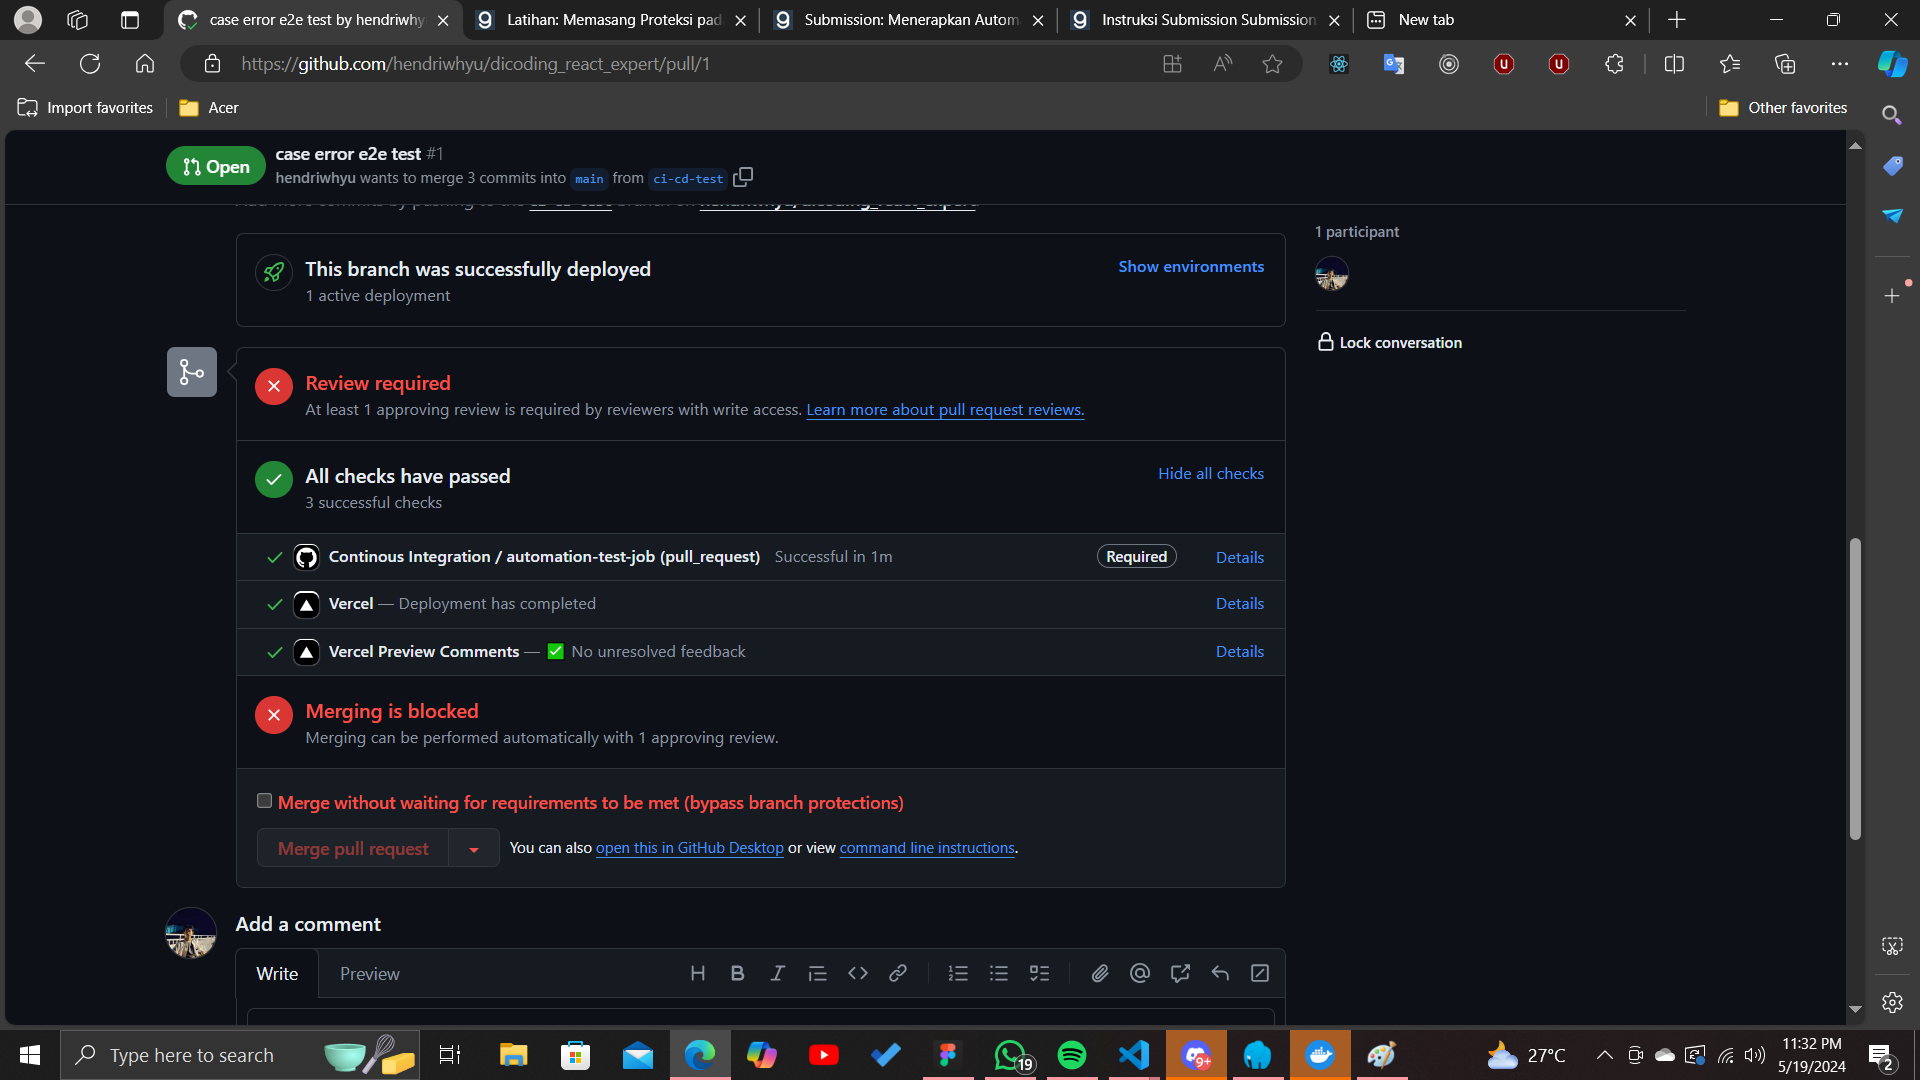 case error e2e test by hendriwhy
Latihan: Memasang Proteksi pad
Submission: Menerapkan Autom
Instruksi Submission Submission
New tab
https://github.com/hendriwhyu/dicoding_react_expert/pull/1
Import favorites
Acer
Other favorites
Open
case error e2e test #1
hendriwhyu wants to merge 3 commits into main from ci-cd-test
1 participant
This branch was successfully deployed
Show environments
1 active deployment
Lock conversation
Review required
At least 1 approving review is required by reviewers with write access. Learn more about pull request reviews.
All checks have passed
Hide all checks
3 successful checks
Continous Integration / automation-test-job (pull_request) Successful in 1m Required Details
Vercel — Deployment has completed Details
Vercel Preview Comments — ✅ No unresolved feedback Details
Merging is blocked
Merging can be performed automatically with 1 approving review.
Merge without waiting for requirements to be met (bypass branch protections)
Merge pull request
You can also open this in GitHub Desktop or view command line instructions.
Add a comment
Write Preview
Type here to search
19
9+
27°C
11:32 PM
5/19/2024
2